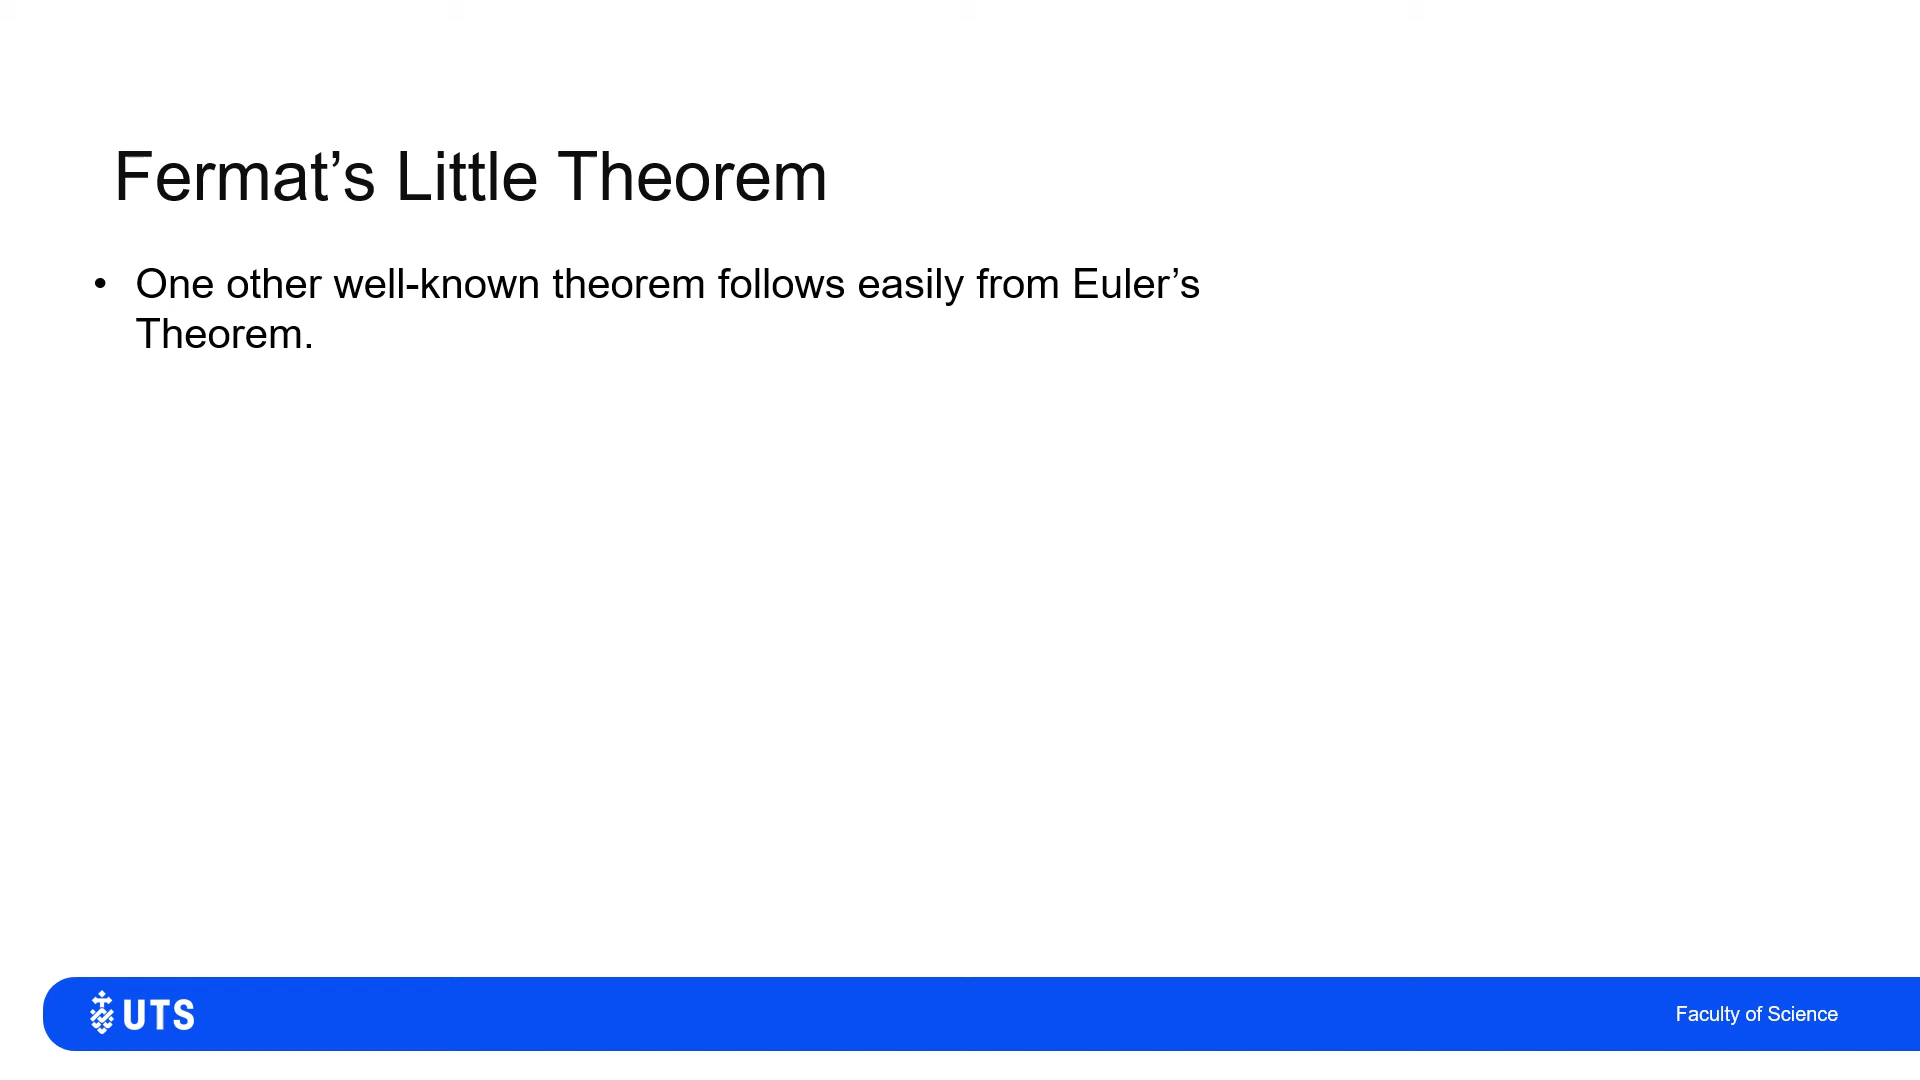 Fermat’s Little Theorem
• One other well-known theorem follows easily from Euler’s
Theorem.
UTS
Faculty of Science